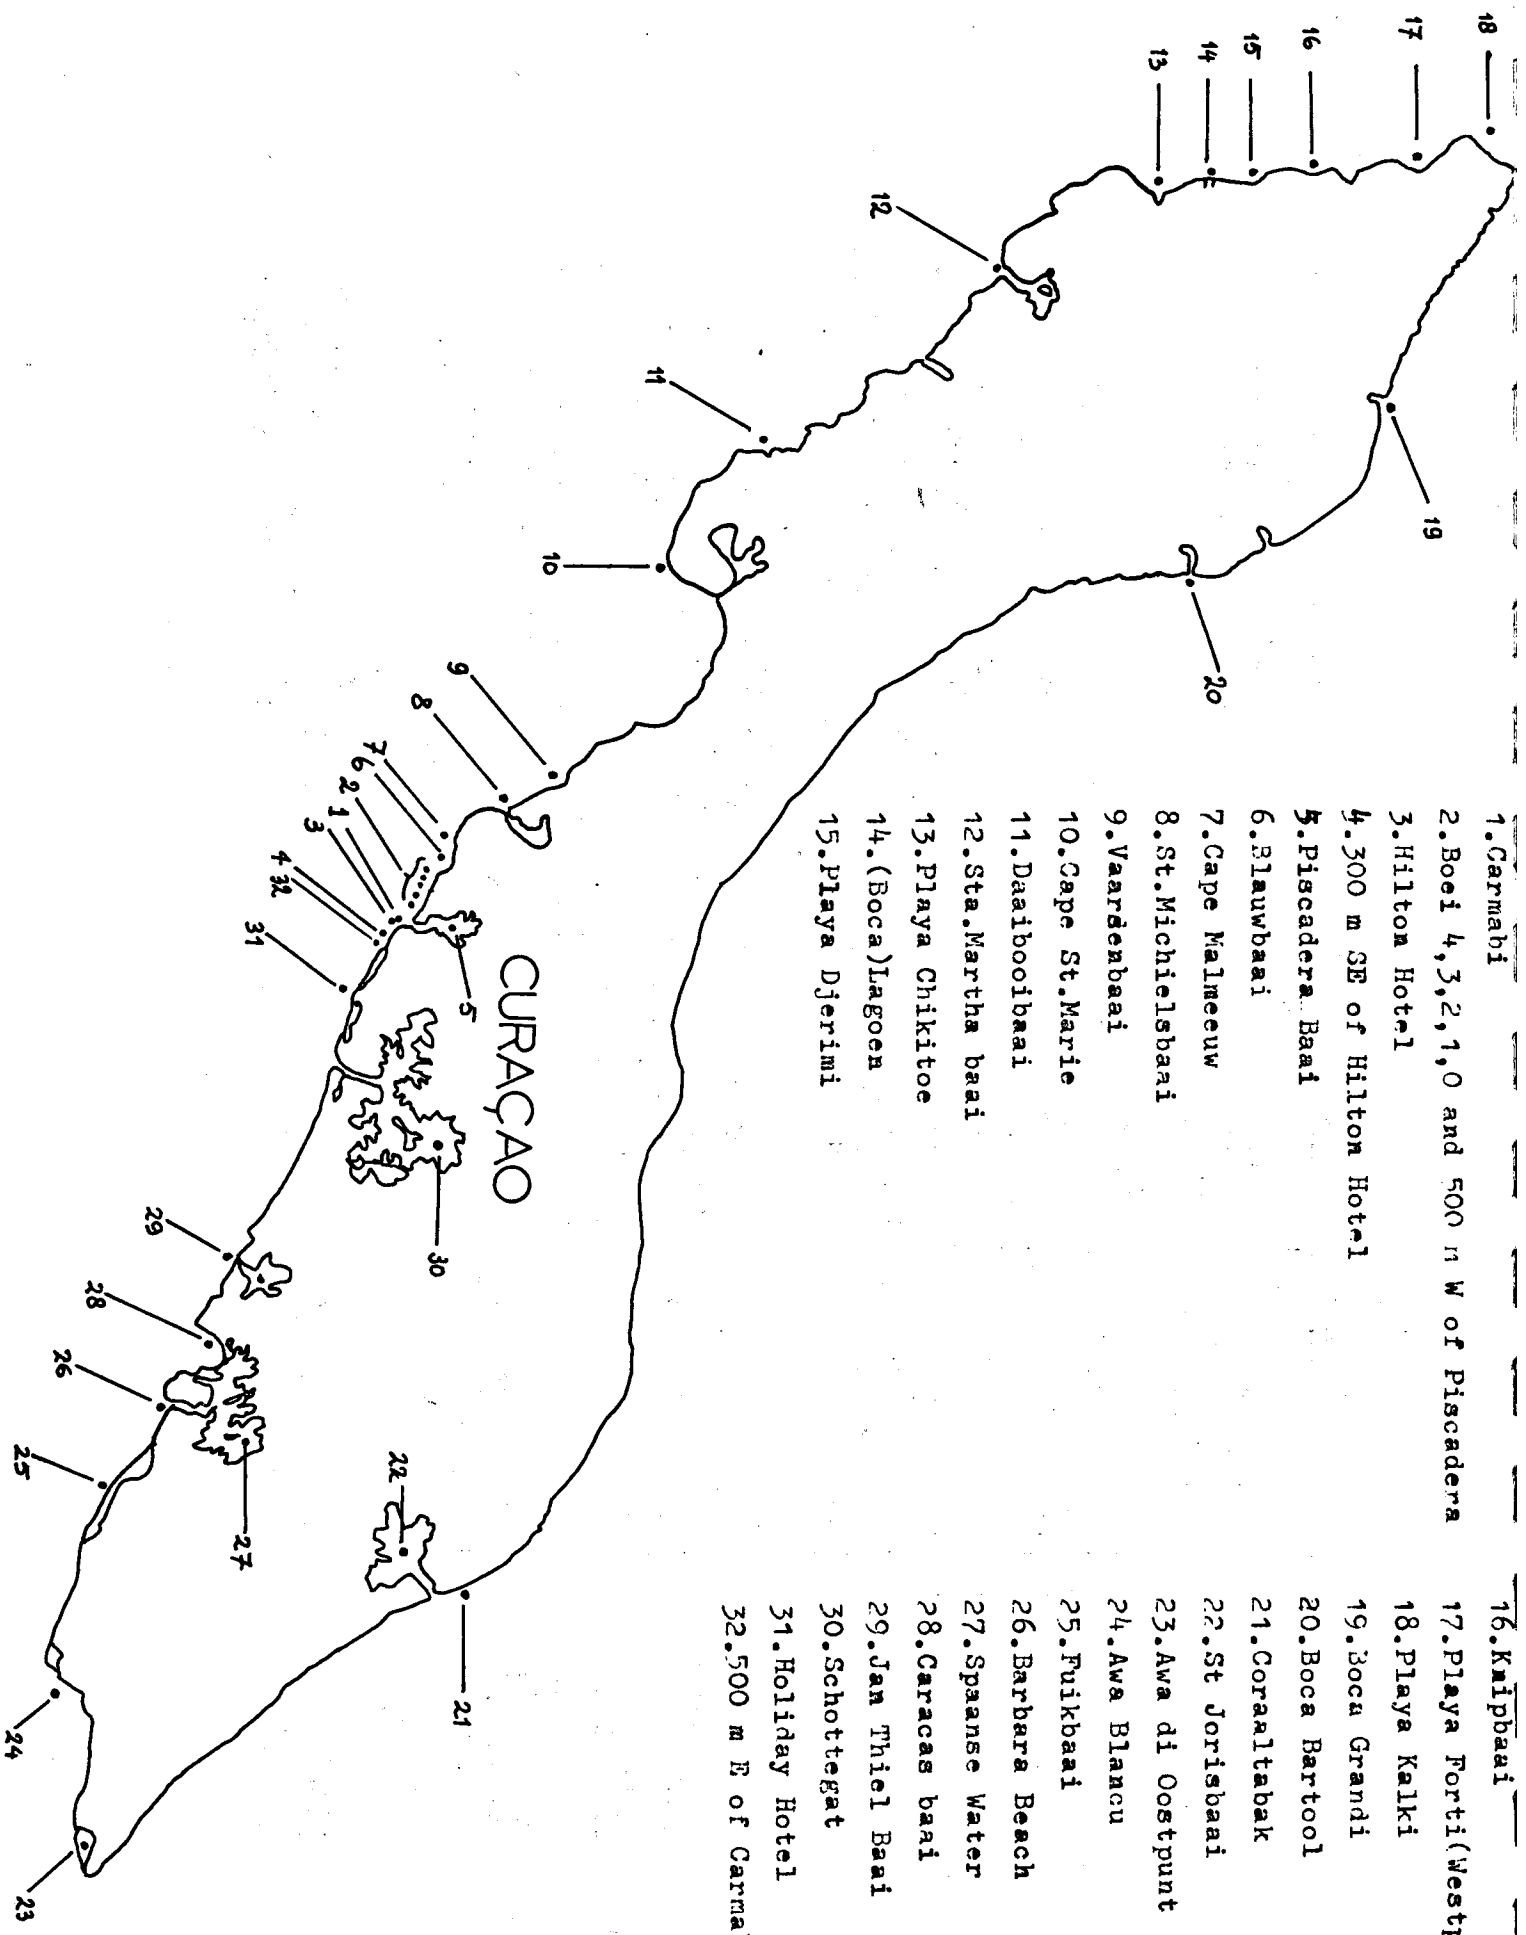 1.Carmabi
2.Boei 4,3,2,1,0 and 500 m W of Piscadera
3.Hilton Hotel
4.300 m SE of Hilton Hotel
5.Piscadera Baai
6.Blauwbaai
7.Cape Malmeeuw
8.St.Michielsbaai
9.Vaarsenbaai
10.Cape St.Marie
11.Daaibooibaai
12.Sta.Martha baai
13.Playa Chikitoe
14.(Boca)Lagoen
15.Playa Djerimi
16.Knipbaai
17.Playa Forti(Westp
18.Playa Kalki
19.Boca Grandi
20.Boca Bartool
21.Coraaltabak
22.St Jorisbaai
23.Awa di Oostpunt
24.Awa Blancu
25.Fuikbaai
26.Barbara Beach
27.Spaanse Water
28.Caracas baai
29.Jan Thiel Baai
30.Schottegat
31.Holiday Hotel
32.500 m E of Carma
CURAÇAO
18
17
16
15
14
13
12
11
10
9
8
7
6
2
1
3
4
32
31
5
30
29
28
26
27
25
24
23
22
21
20
19